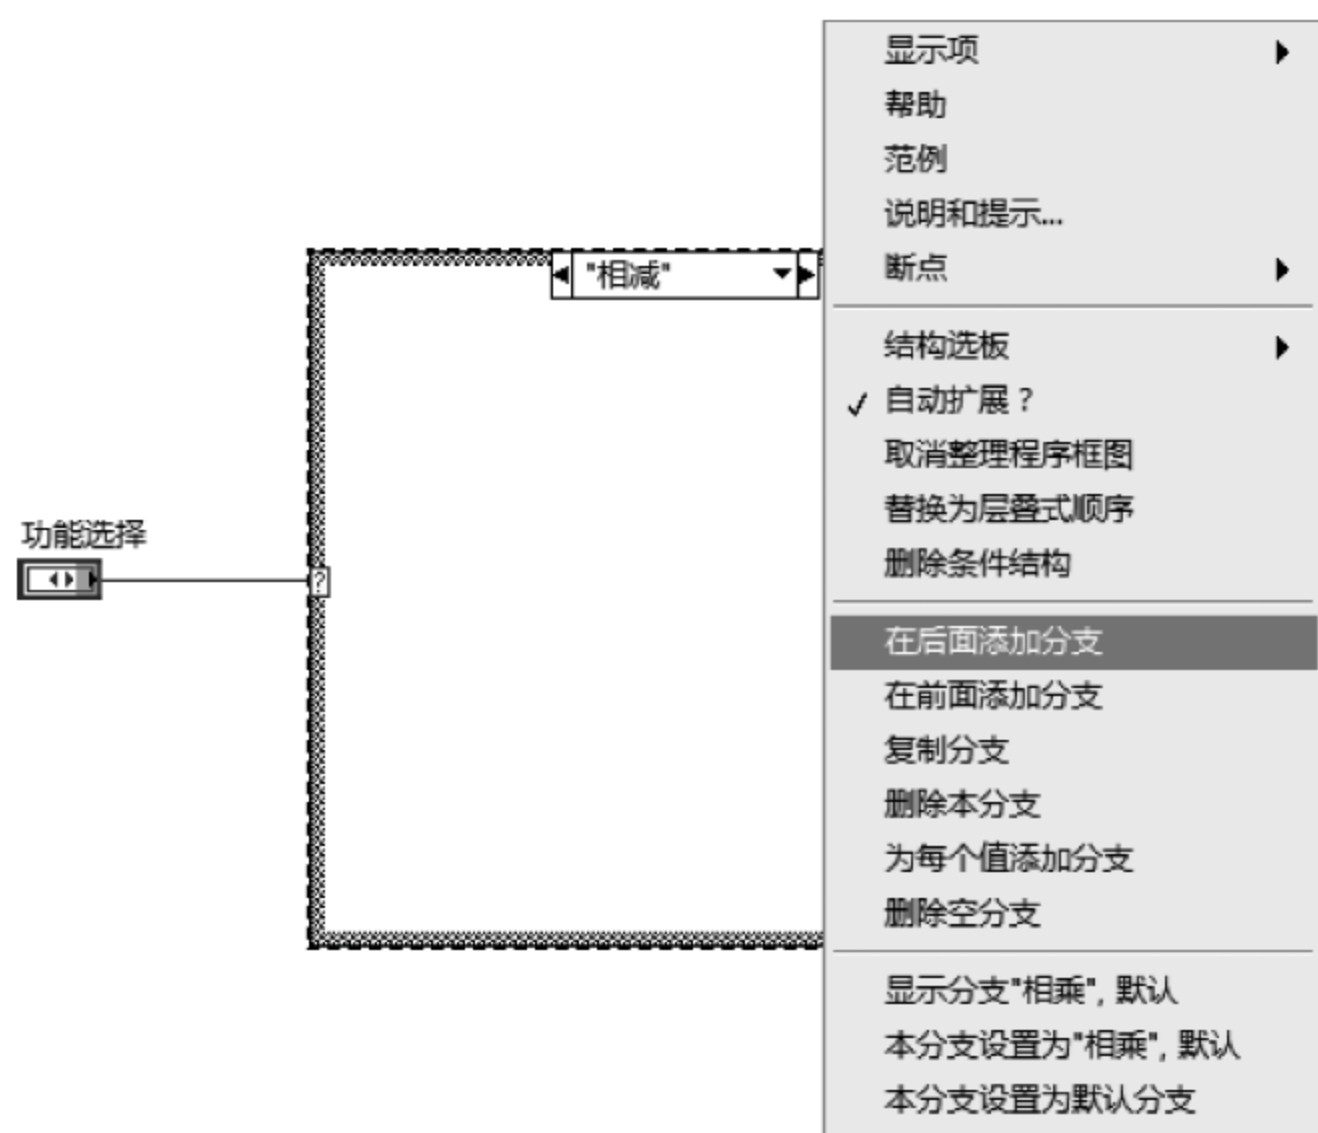 显示项
帮助
范例
说明和提示...
断点
"相减"
结构选板
自动扩展？
取消整理程序框图
替换为层叠式顺序
删除条件结构
功能选择
?
在后面添加分支
在前面添加分支
复制分支
删除本分支
为每个值添加分支
删除空分支
显示分支"相乘", 默认
本分支设置为"相乘", 默认
本分支设置为默认分支